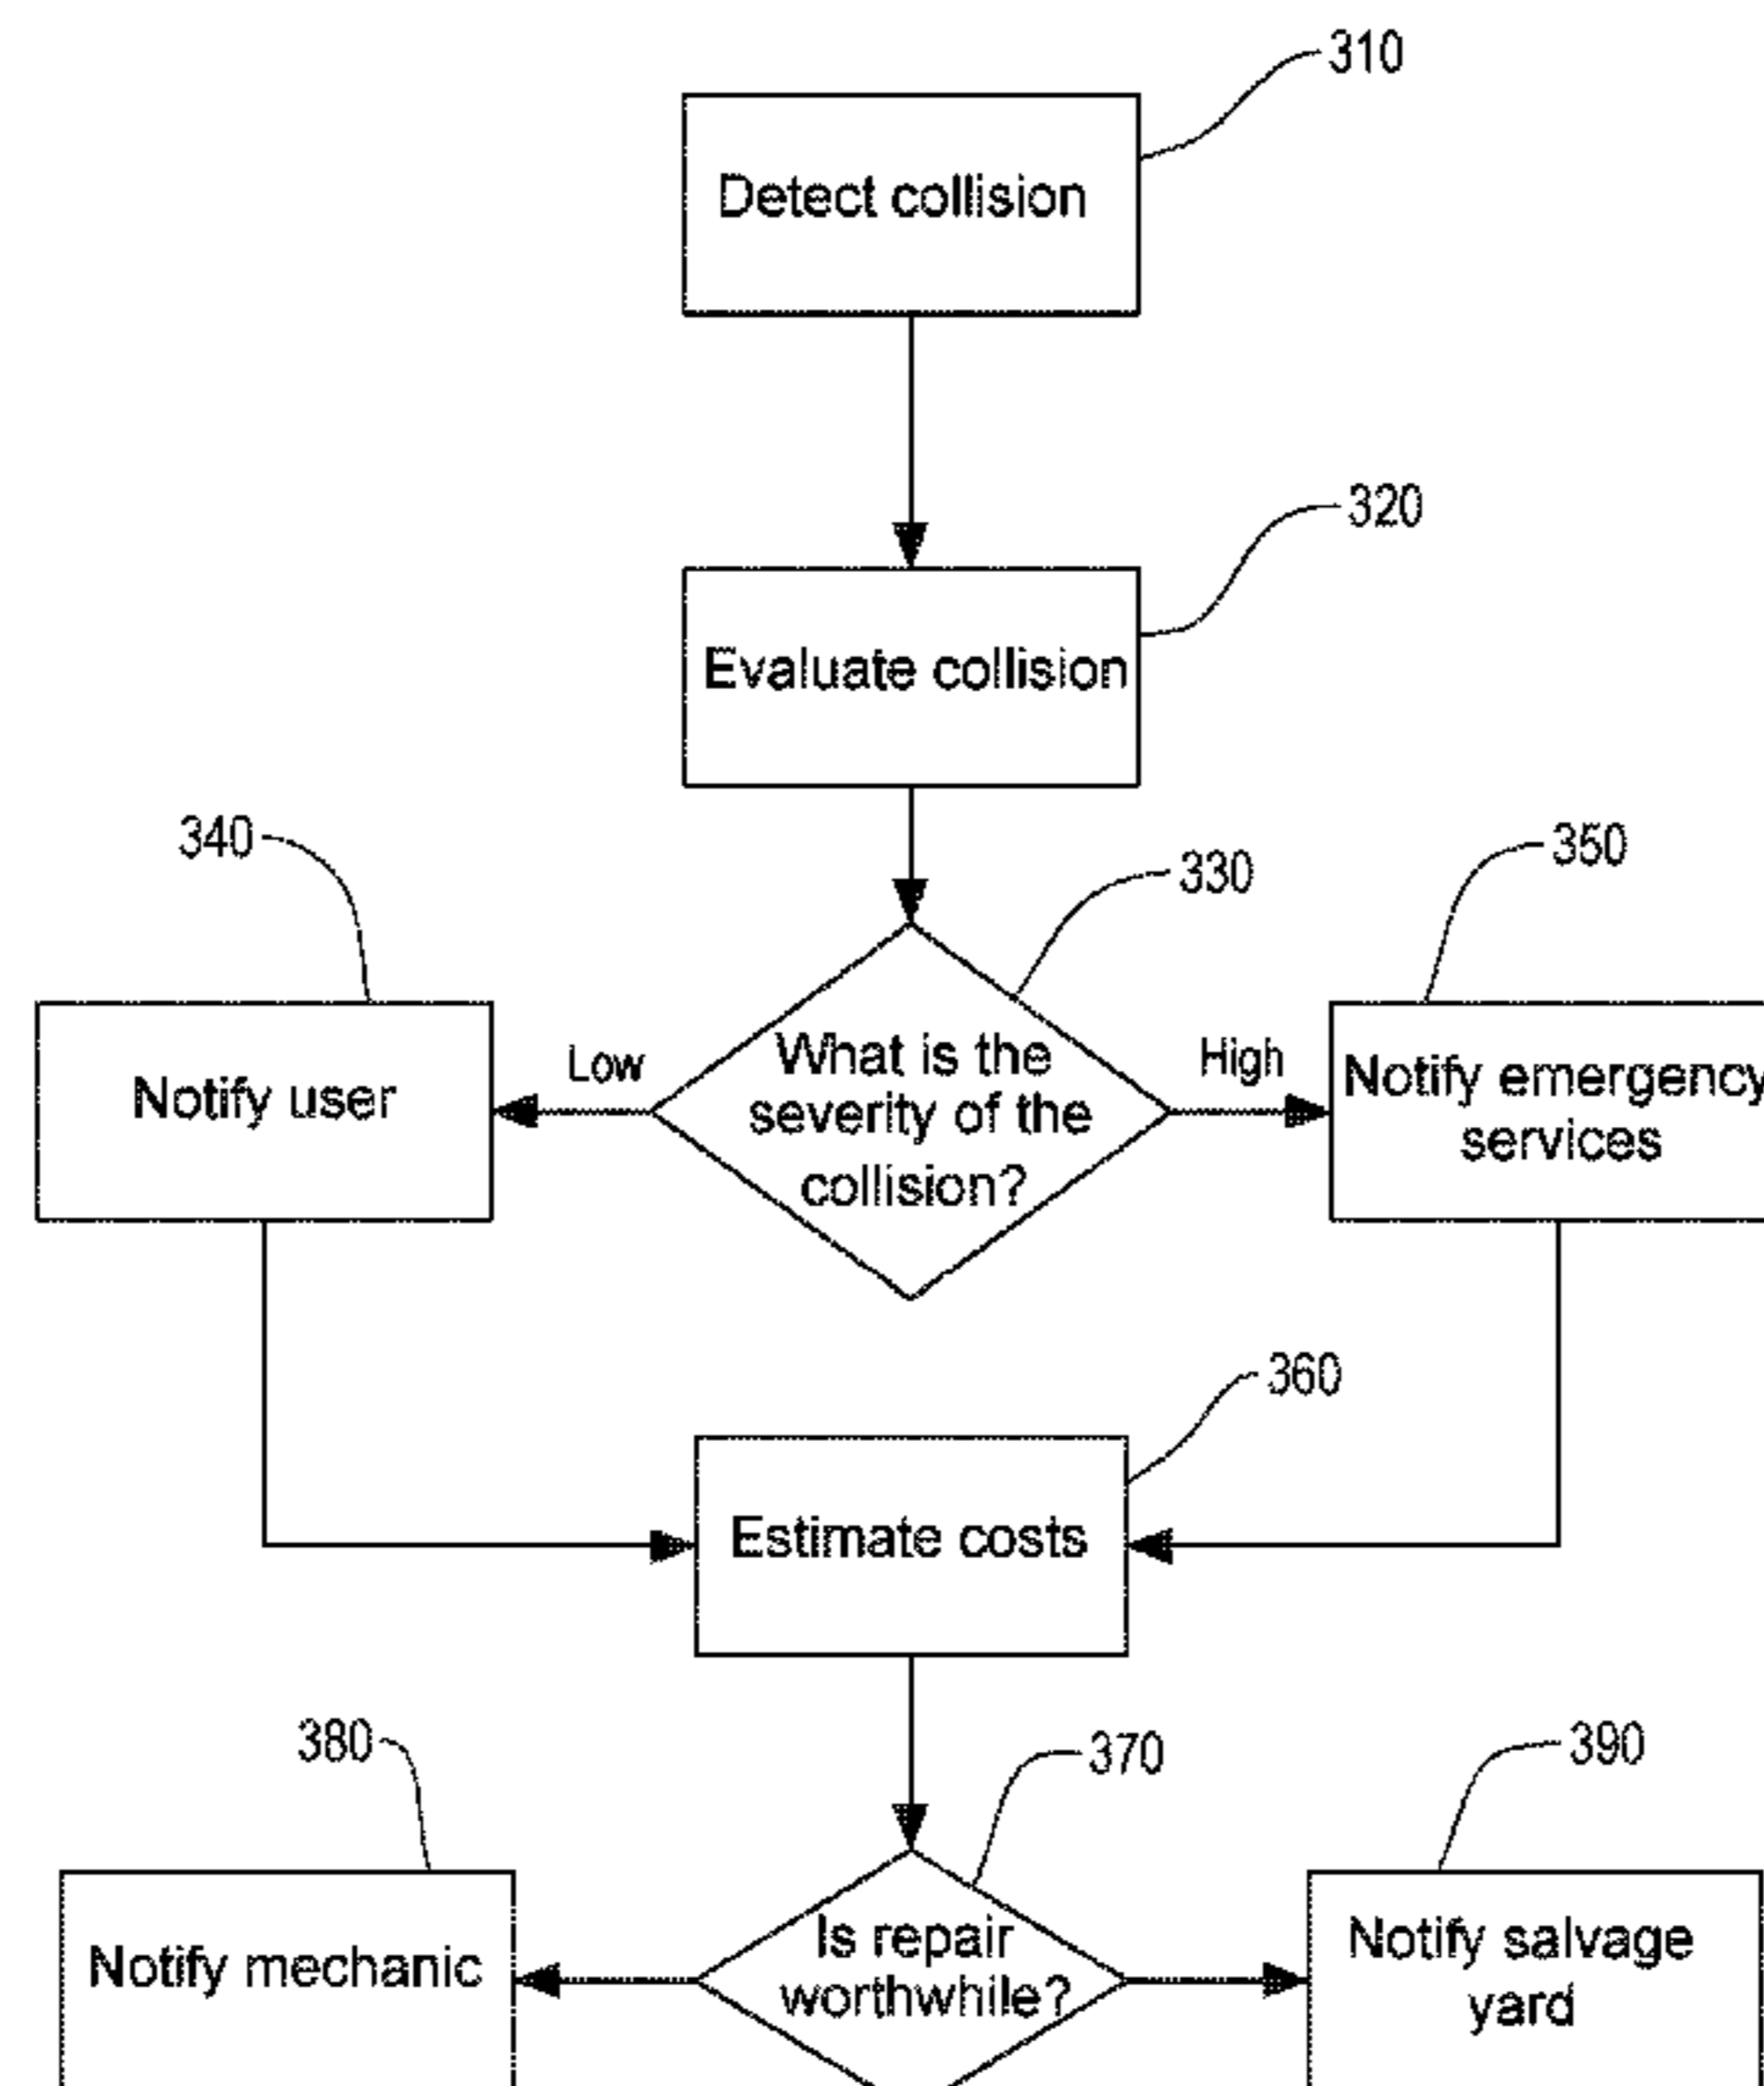 310
Detect collision
320
Evaluate collision
340
330
350
Low
What is the
severity of the
collision?
High
Notify user
Notify emergency
services
360
Estimate costs
380
370
390
Notify mechanic
Is repair
worthwhile?
Notify salvage
yard